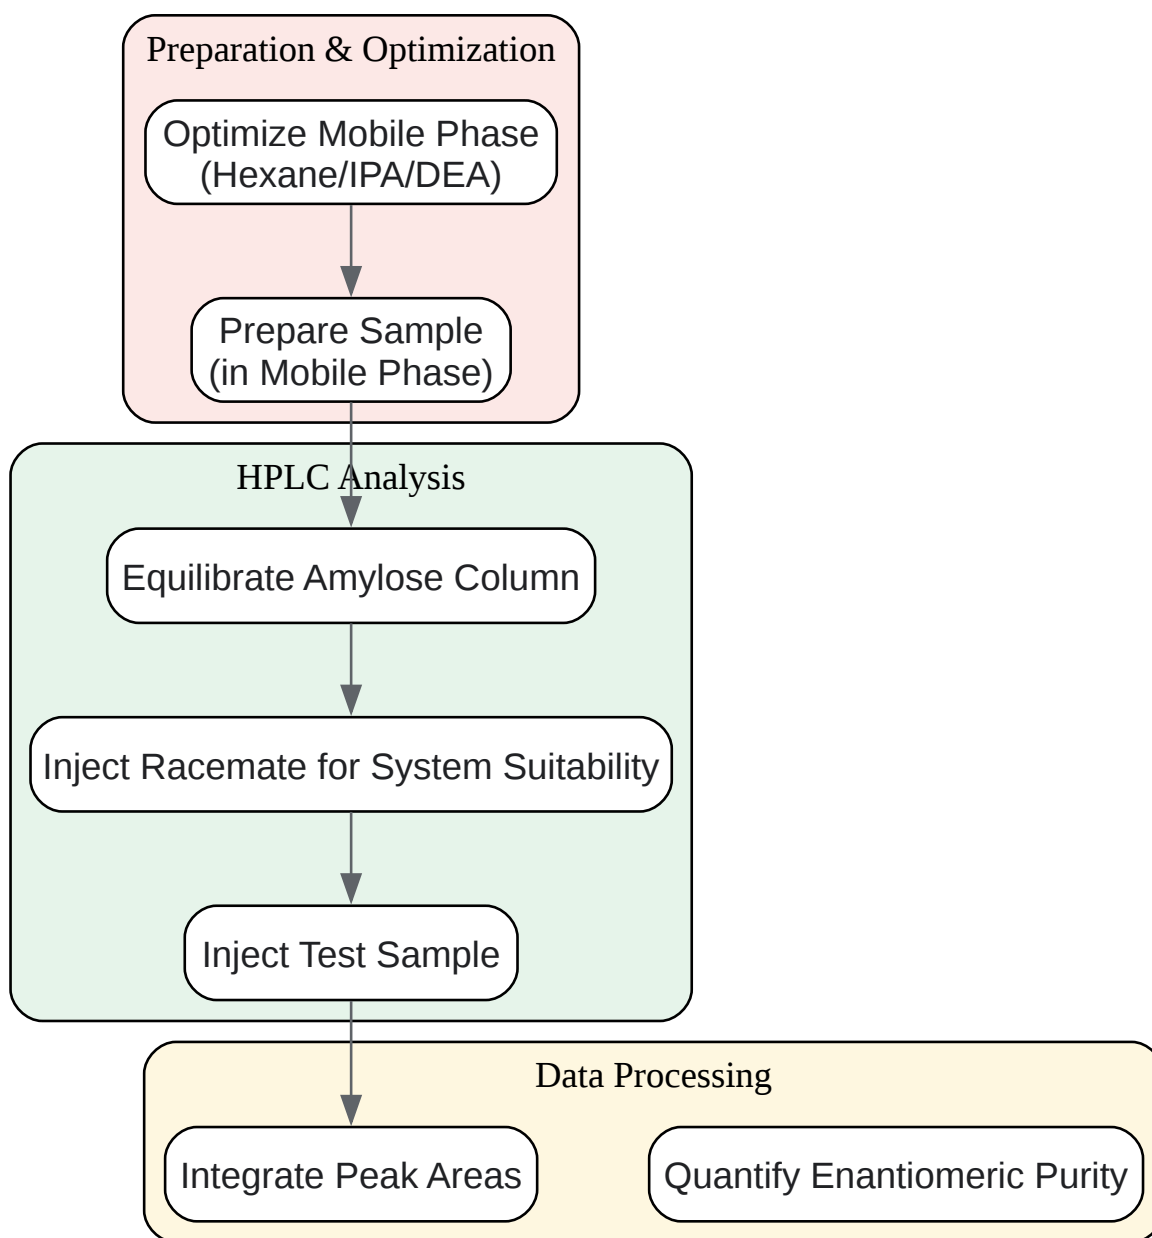 Preparation & Optimization
Optimize Mobile Phase
(Hexane/IPA/DEA)
Prepare Sample
(in Mobile Phase)
HPLC Analysis
Equilibrate Amylose Column
Inject Racemate for System Suitability
Inject Test Sample
Data Processing
Integrate Peak Areas
Quantify Enantiomeric Purity